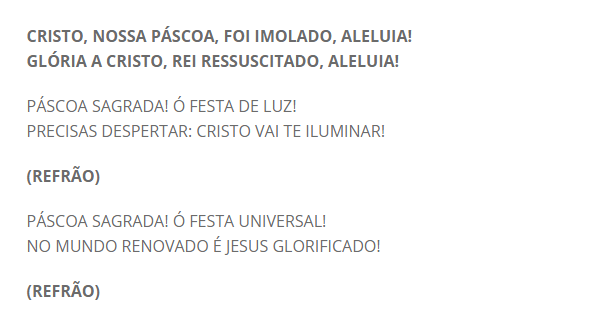 CRISTO, NOSSA PÁSCOA, FOI IMOLADO, ALELUIA!
GLÓRIA A CRISTO, REI RESSUSCITADO, ALELUIA!
PÁSCOA SAGRADA! Ó FESTA DE LUZ!
PRECISAS DESPERTAR: CRISTO VAI TE ILUMINAR!
(REFRÃO)
PÁSCOA SAGRADA! Ó FESTA UNIVERSAL!
NO MUNDO RENOVADO É JESUS GLORIFICADO!
(REFRÃO)